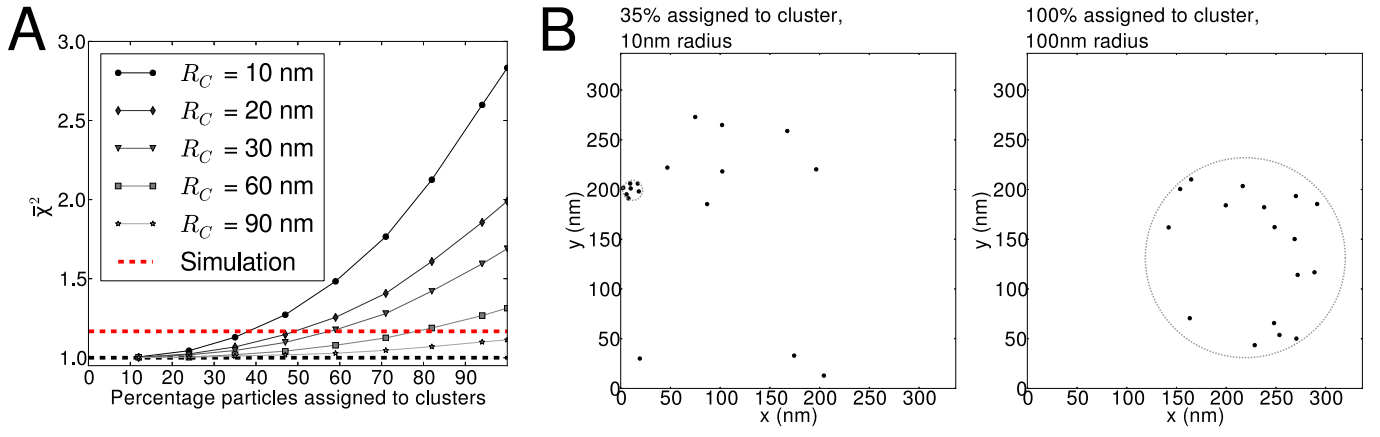 A
3.0
2.5
2.0
1.5
1.0
χ̄²
R_C = 10 nm
R_C = 20 nm
R_C = 30 nm
R_C = 60 nm
R_C = 90 nm
Simulation
0 10 20 30 40 50 60 70 80 90
Percentage particles assigned to clusters
B
35% assigned to cluster,
10nm radius
300
250
200
150
100
50
0
y (nm)
0 50 100 150 200 250 300
x (nm)
100% assigned to cluster,
100nm radius
300
250
200
150
100
50
0
y (nm)
0 50 100 150 200 250 300
x (nm)